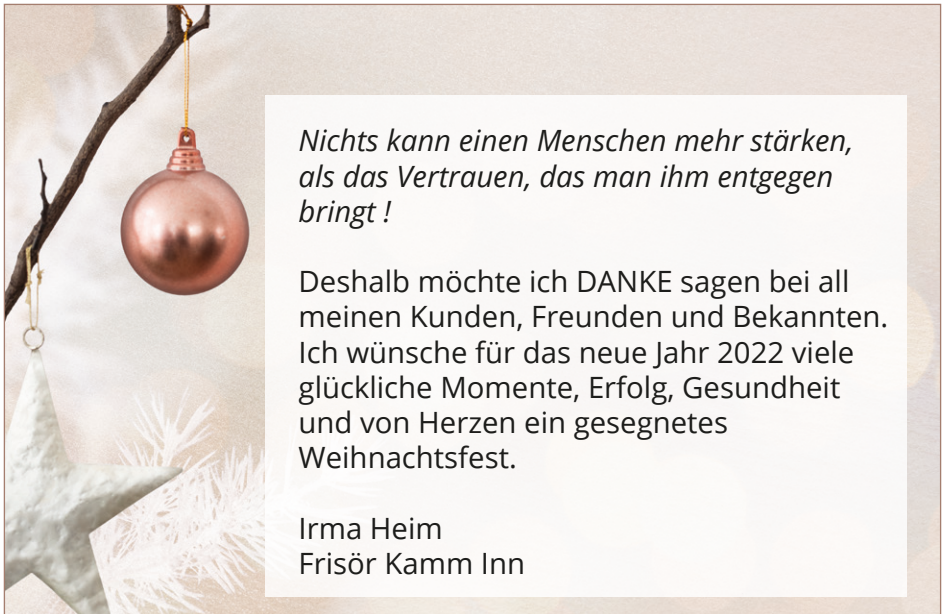 Nichts kann einen Menschen mehr stärken,
als das Vertrauen, das man ihm entgegen
bringt !
Deshalb möchte ich DANKE sagen bei all
meinen Kunden, Freunden und Bekannten.
Ich wünsche für das neue Jahr 2022 viele
glückliche Momente, Erfolg, Gesundheit
und von Herzen ein gesegnetes
Weihnachtsfest.
Irma Heim
Frisör Kamm Inn